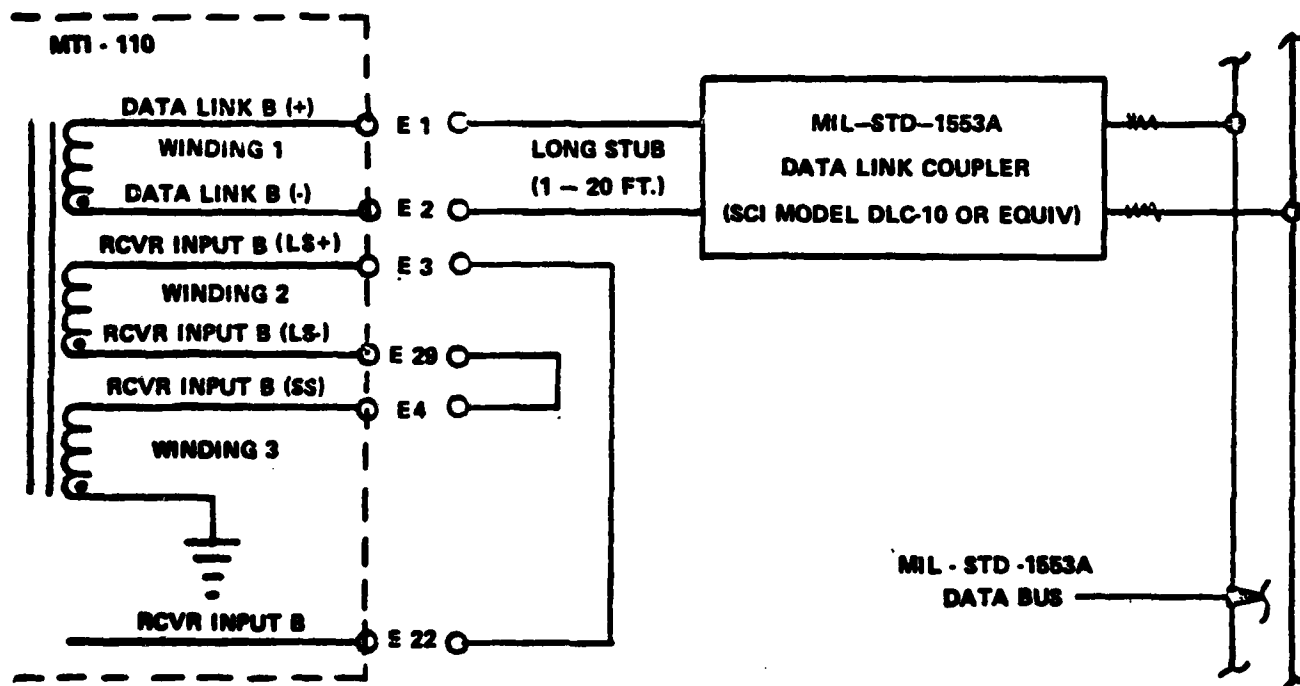 MTI - 110
DATA LINK B (+)
E 1
WINDING 1
DATA LINK B (-)
E 2
RCVR INPUT B (LS+)
E 3
WINDING 2
RCVR INPUT B (LS-)
E 29
RCVR INPUT B (SS)
E4
WINDING 3
RCVR INPUT B
E 22
LONG STUB
(1 – 20 FT.)
MIL–STD–1553A
DATA LINK COUPLER
(SCI MODEL DLC-10 OR EQUIV)
MIL - STD -1553A
DATA BUS